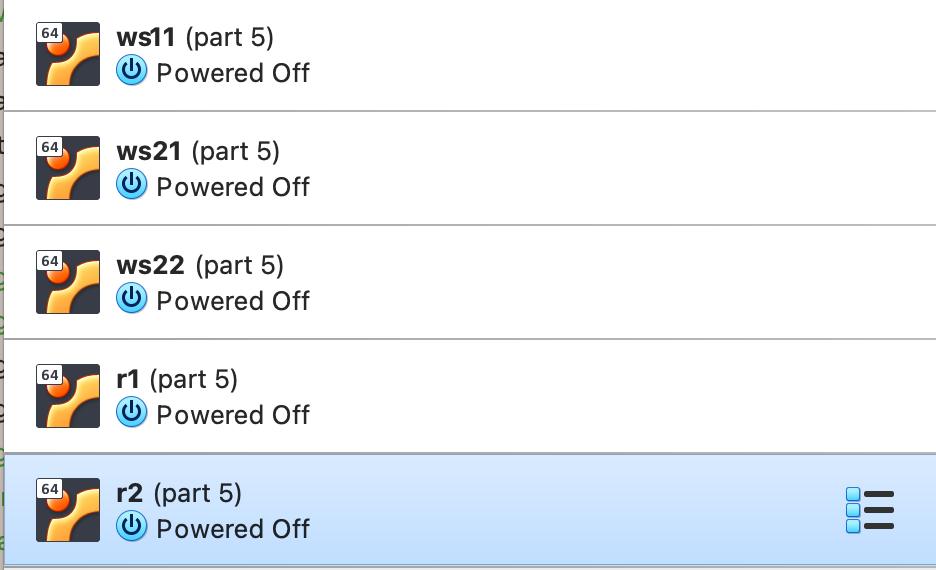 64
ws11 (part 5)
Powered Off
64
ws21 (part 5)
Powered Off
64
ws22 (part 5)
Powered Off
64
r1 (part 5)
Powered Off
64
r2 (part 5)
Powered Off